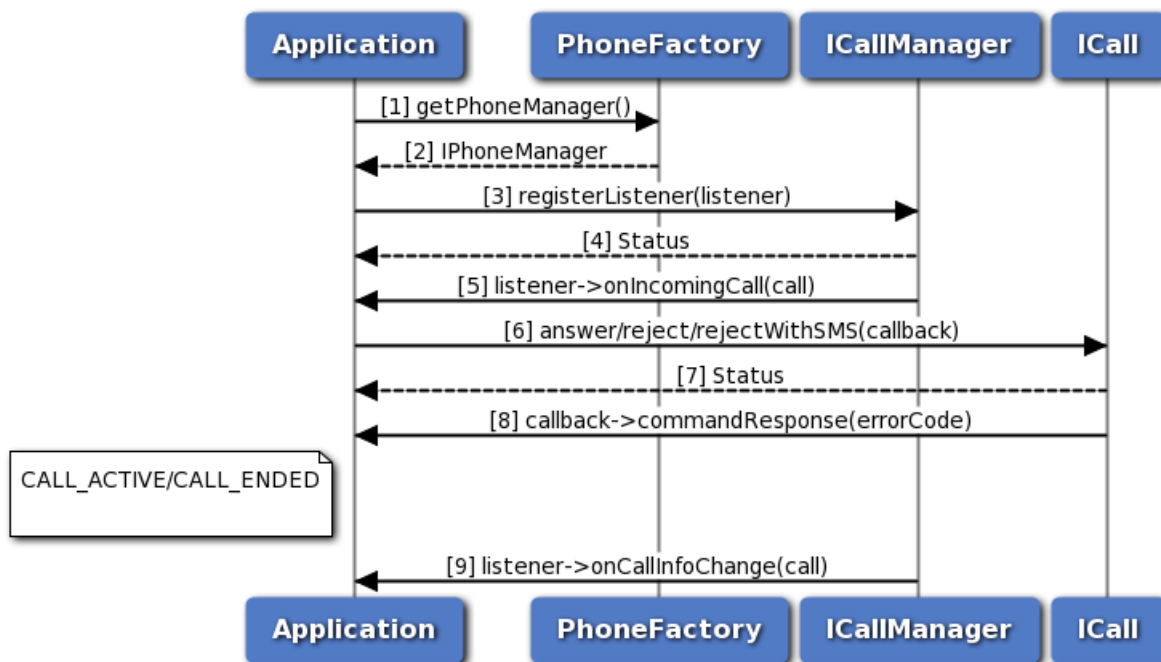 Application PhoneFactory ICallManager ICall
[1] getPhoneManager()
[2] IPhoneManager
[3] registerListener(listener)
[4] Status
[5] listener->onIncomingCall(call)
[6] answer/reject/rejectWithSMS(callback)
[7] Status
[8] callback->commandResponse(errorCode)
CALL_ACTIVE/CALL_ENDED
[9] listener->onCallInfoChange(call)
Application PhoneFactory ICallManager ICall